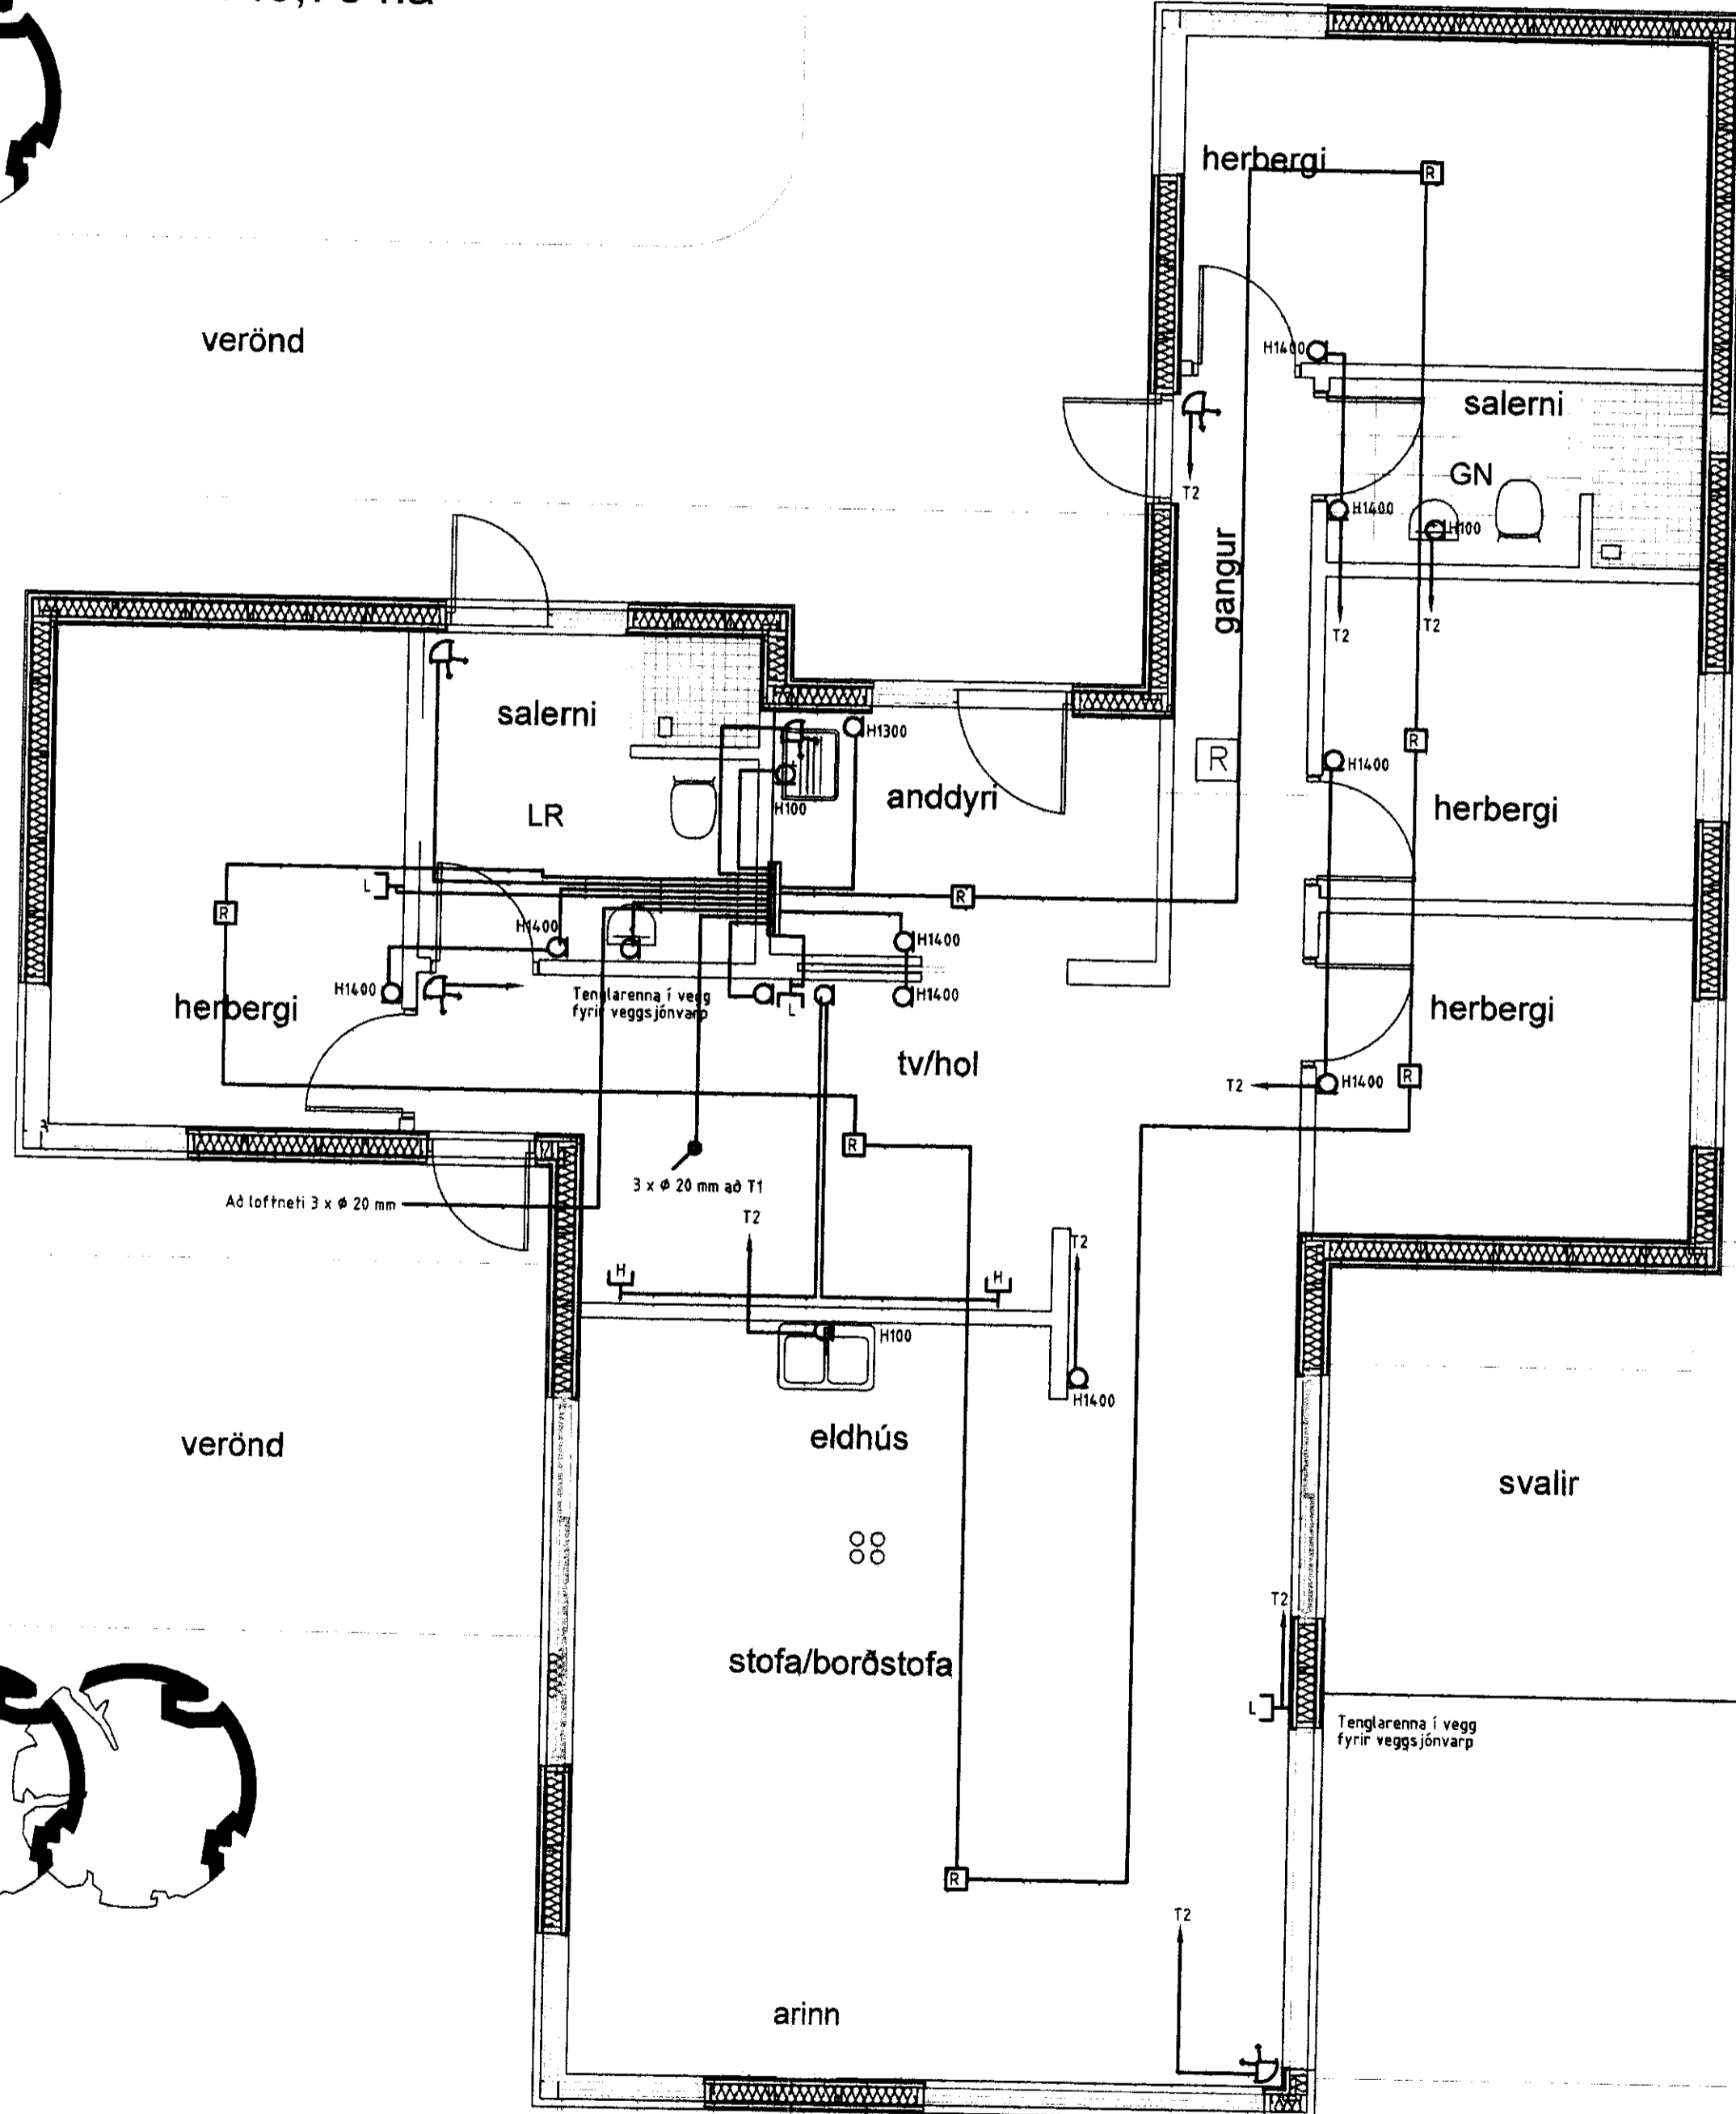 herbergi
R
verönd
H1400
salerni
GN
T2
H1400
H100
gangur
T2
T2
salerni
H1300
R
R
H1400
LR
H100
anddyri
herbergi
L
R
R
H1400
H1400
herbergi
H1400
H1400
herbergi
Tenglarenna í vegg
fyrir veggsjónvarp
L
tv/hol
T2
H1400
R
R
3 x ϕ 20 mm að T1
Að loftneti 3 x ϕ 20 mm
T2
T2
H
H
H100
H1400
eldhús
verönd
svalir
T2
stofa/borðstofa
L
Tenglarenna í vegg
fyrir veggsjónvarp
R
T2
arinn